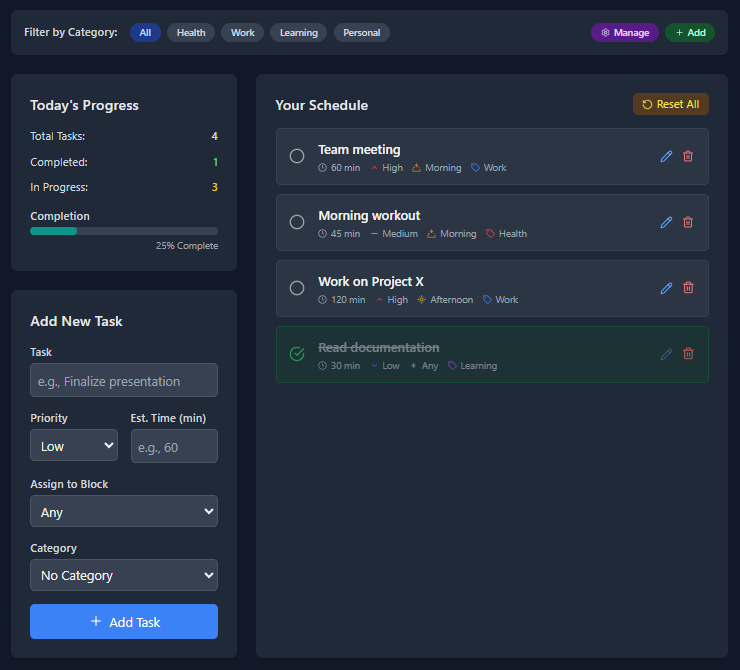 Filter by Category: All Health Work Learning Personal Manage + Add
Today's Progress
Total Tasks: 4
Completed: 1
In Progress: 3
Completion
25% Complete
Add New Task
Task
e.g., Finalize presentation
Priority Est. Time (min)
Low e.g., 60
Assign to Block
Any
Category
No Category
+ Add Task
Your Schedule Reset All
Team meeting
60 min High Morning Work
Morning workout
45 min Medium Morning Health
Work on Project X
120 min High Afternoon Work
Read documentation
30 min Low Any Learning